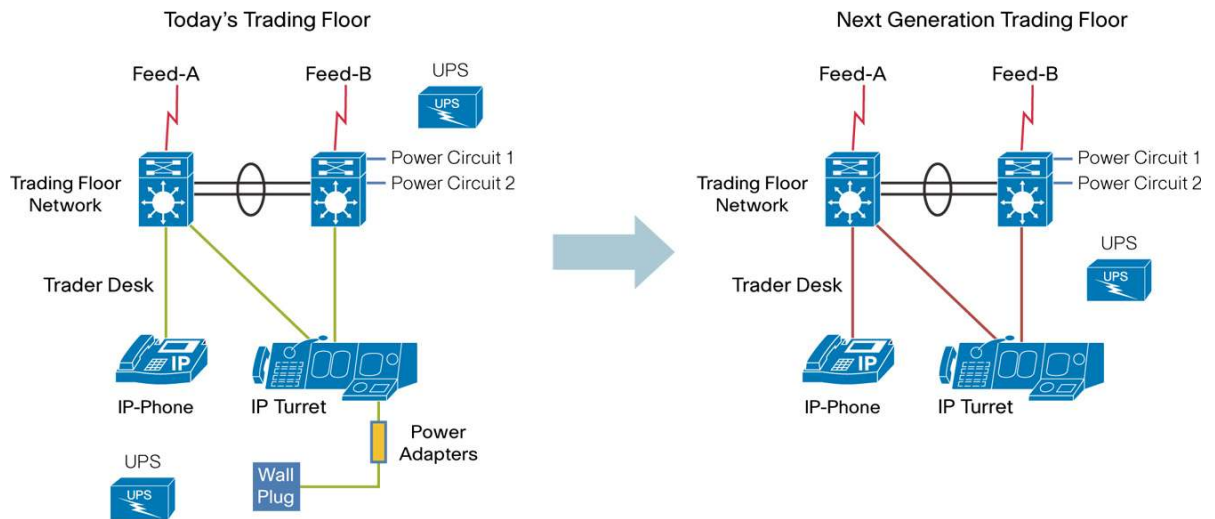 Today's Trading Floor
Feed-A
Feed-B
UPS
UPS
Power Circuit 1
Power Circuit 2
Trading Floor
Network
Trader Desk
IP
IP-Phone
IP Turret
Power
Adapters
UPS
UPS
Wall
Plug
Next Generation Trading Floor
Feed-A
Feed-B
Power Circuit 1
Power Circuit 2
Trading Floor
Network
UPS
UPS
Trader Desk
IP
IP-Phone
IP Turret